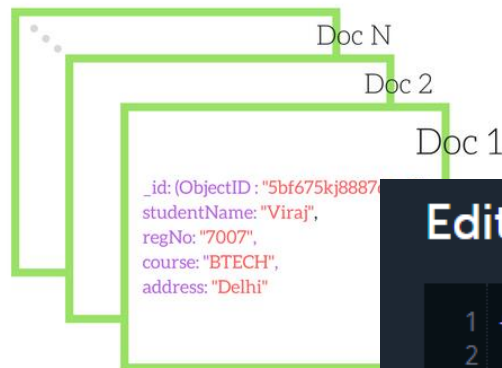 Doc N
Doc 2
Doc 1
_id: (ObjectID : "5bf675kj8887
studentName: "Viraj",
regNo: "7007",
course: "BTECH",
address: "Delhi"
Edit
1
2